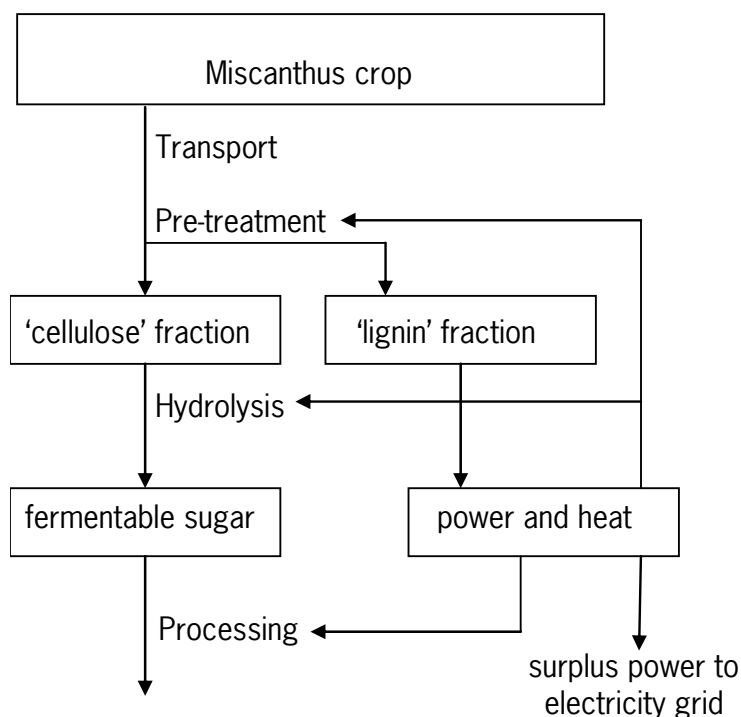 Miscanthus crop
Transport
Pre-treatment
‘cellulose’ fraction
‘lignin’ fraction
Hydrolysis
fermentable sugar
power and heat
Processing
surplus power to
electricity grid